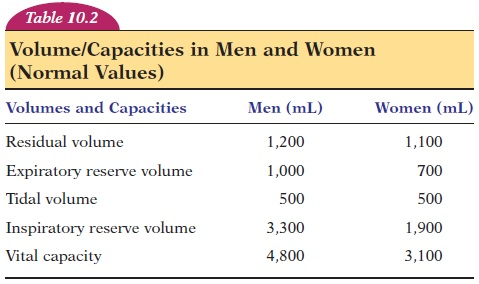 Table 10.2
Volume/Capacities in Men and Women
(Normal Values)
Volumes and Capacities Men (mL) Women (mL)
Residual volume 1,200 1,100
Expiratory reserve volume 1,000 700
Tidal volume 500 500
Inspiratory reserve volume 3,300 1,900
Vital capacity 4,800 3,100